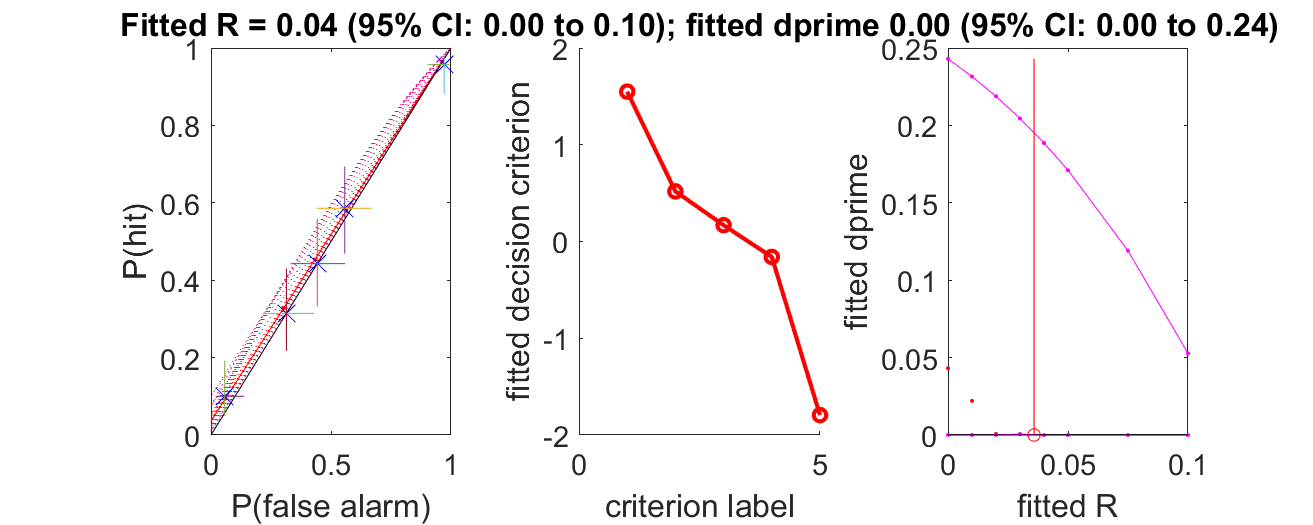 Fitted R = 0.04 (95% CI: 0.00 to 0.10); fitted dprime 0.00 (95% CI: 0.00 to 0.24)
P(hit)
1
0.8
0.6
0.4
0.2
0
0 0.5 1
P(false alarm)
fitted decision criterion
2
1
0
-1
-2
0 5
criterion label
fitted dprime
0.25
0.2
0.15
0.1
0.05
0
0 0.05 0.1
fitted R